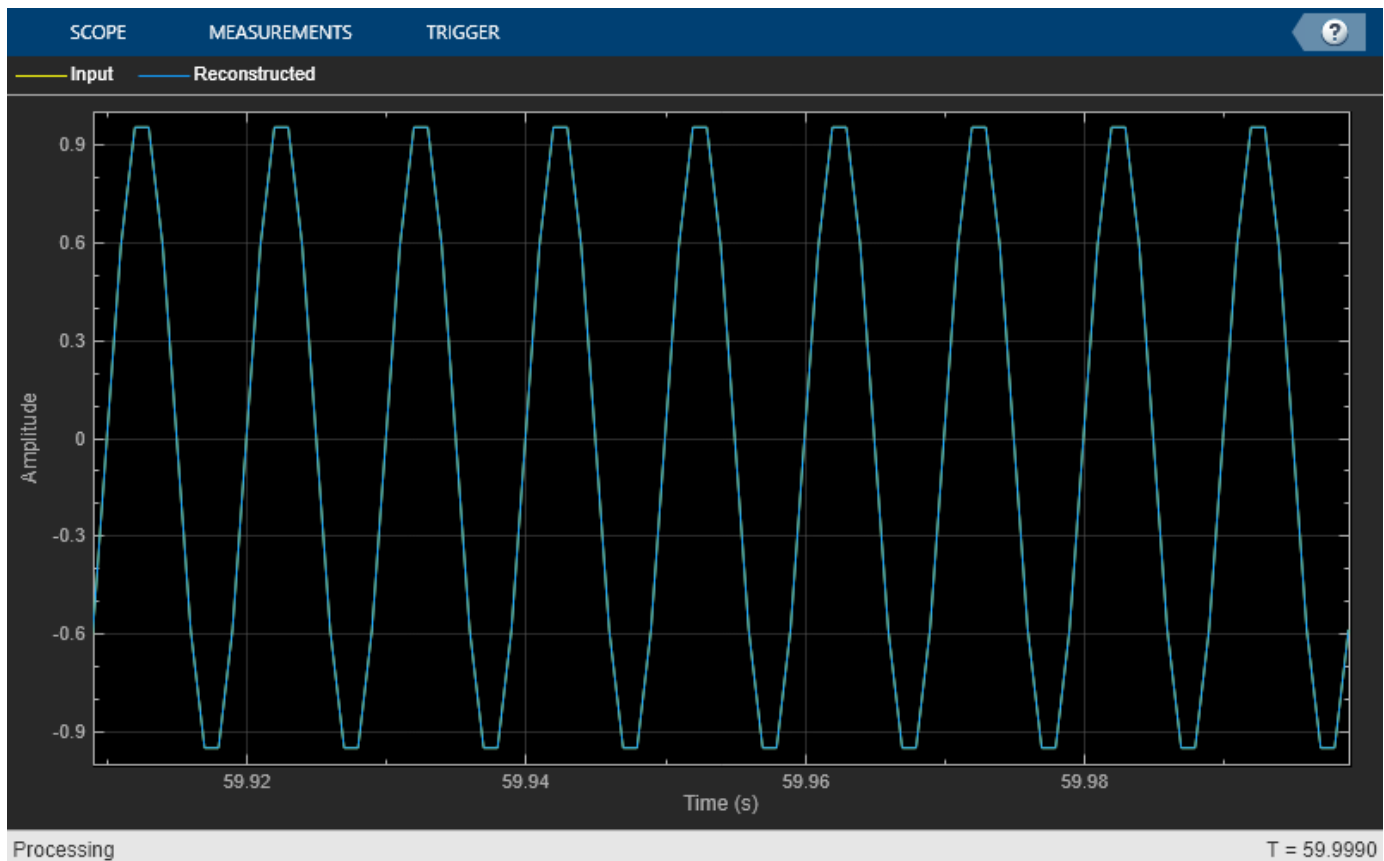 SCOPE MEASUREMENTS TRIGGER ?
Input Reconstructed
0.9
0.6
0.3
0
-0.3
-0.6
-0.9
Amplitude
59.92 59.94 59.96 59.98
Time (s)
Processing T = 59.9990